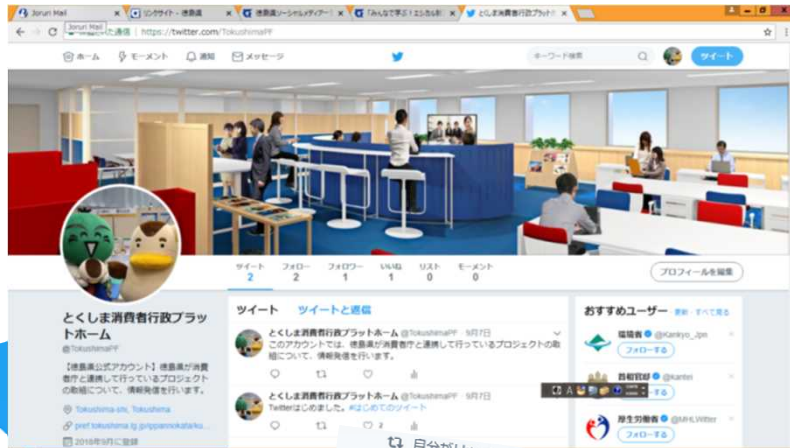 Joruri Mail
リンクサイト - 徳島県
徳島県ソーシャルメディアー
「みんなで学ぶ！エシカル消
とくしま消費者行政プラットホ
Joruri Mail
た通信 | https://twitter.com/TokushimaPF
ホーム モーメント 通知 メッセージ
キーワード検索
ツイート
ツイート フォロー フォロワー いいね リスト モーメント
2 2 1 1 0 0
プロフィールを編集
とくしま消費者行政プラッ
トホーム
@TokushimaPF
【徳島県公式アカウント】徳島県が消費
者庁と連携して行っているプロジェクト
の取組について、情報発信を行います。
Tokushima-shi, Tokushima
2018年9月に登録
ツイート ツイートと返信
とくしま消費者行政プラットホーム @TokushimaPF 9月7日
このアカウントでは、徳島県が消費者庁と連携して行っているプロジェクトの取
組について、情報発信を行います。
とくしま消費者行政プラットホーム @TokushimaPF 9月7日
Twitterはじめました。#はじめてのツイート
2
おすすめユーザー 更新・すべて見る
環境省 @Kankyo_Jpn
フォローする
首相官邸 @kantei
厚生労働省 @MHLWitter
フォローする
自分がい